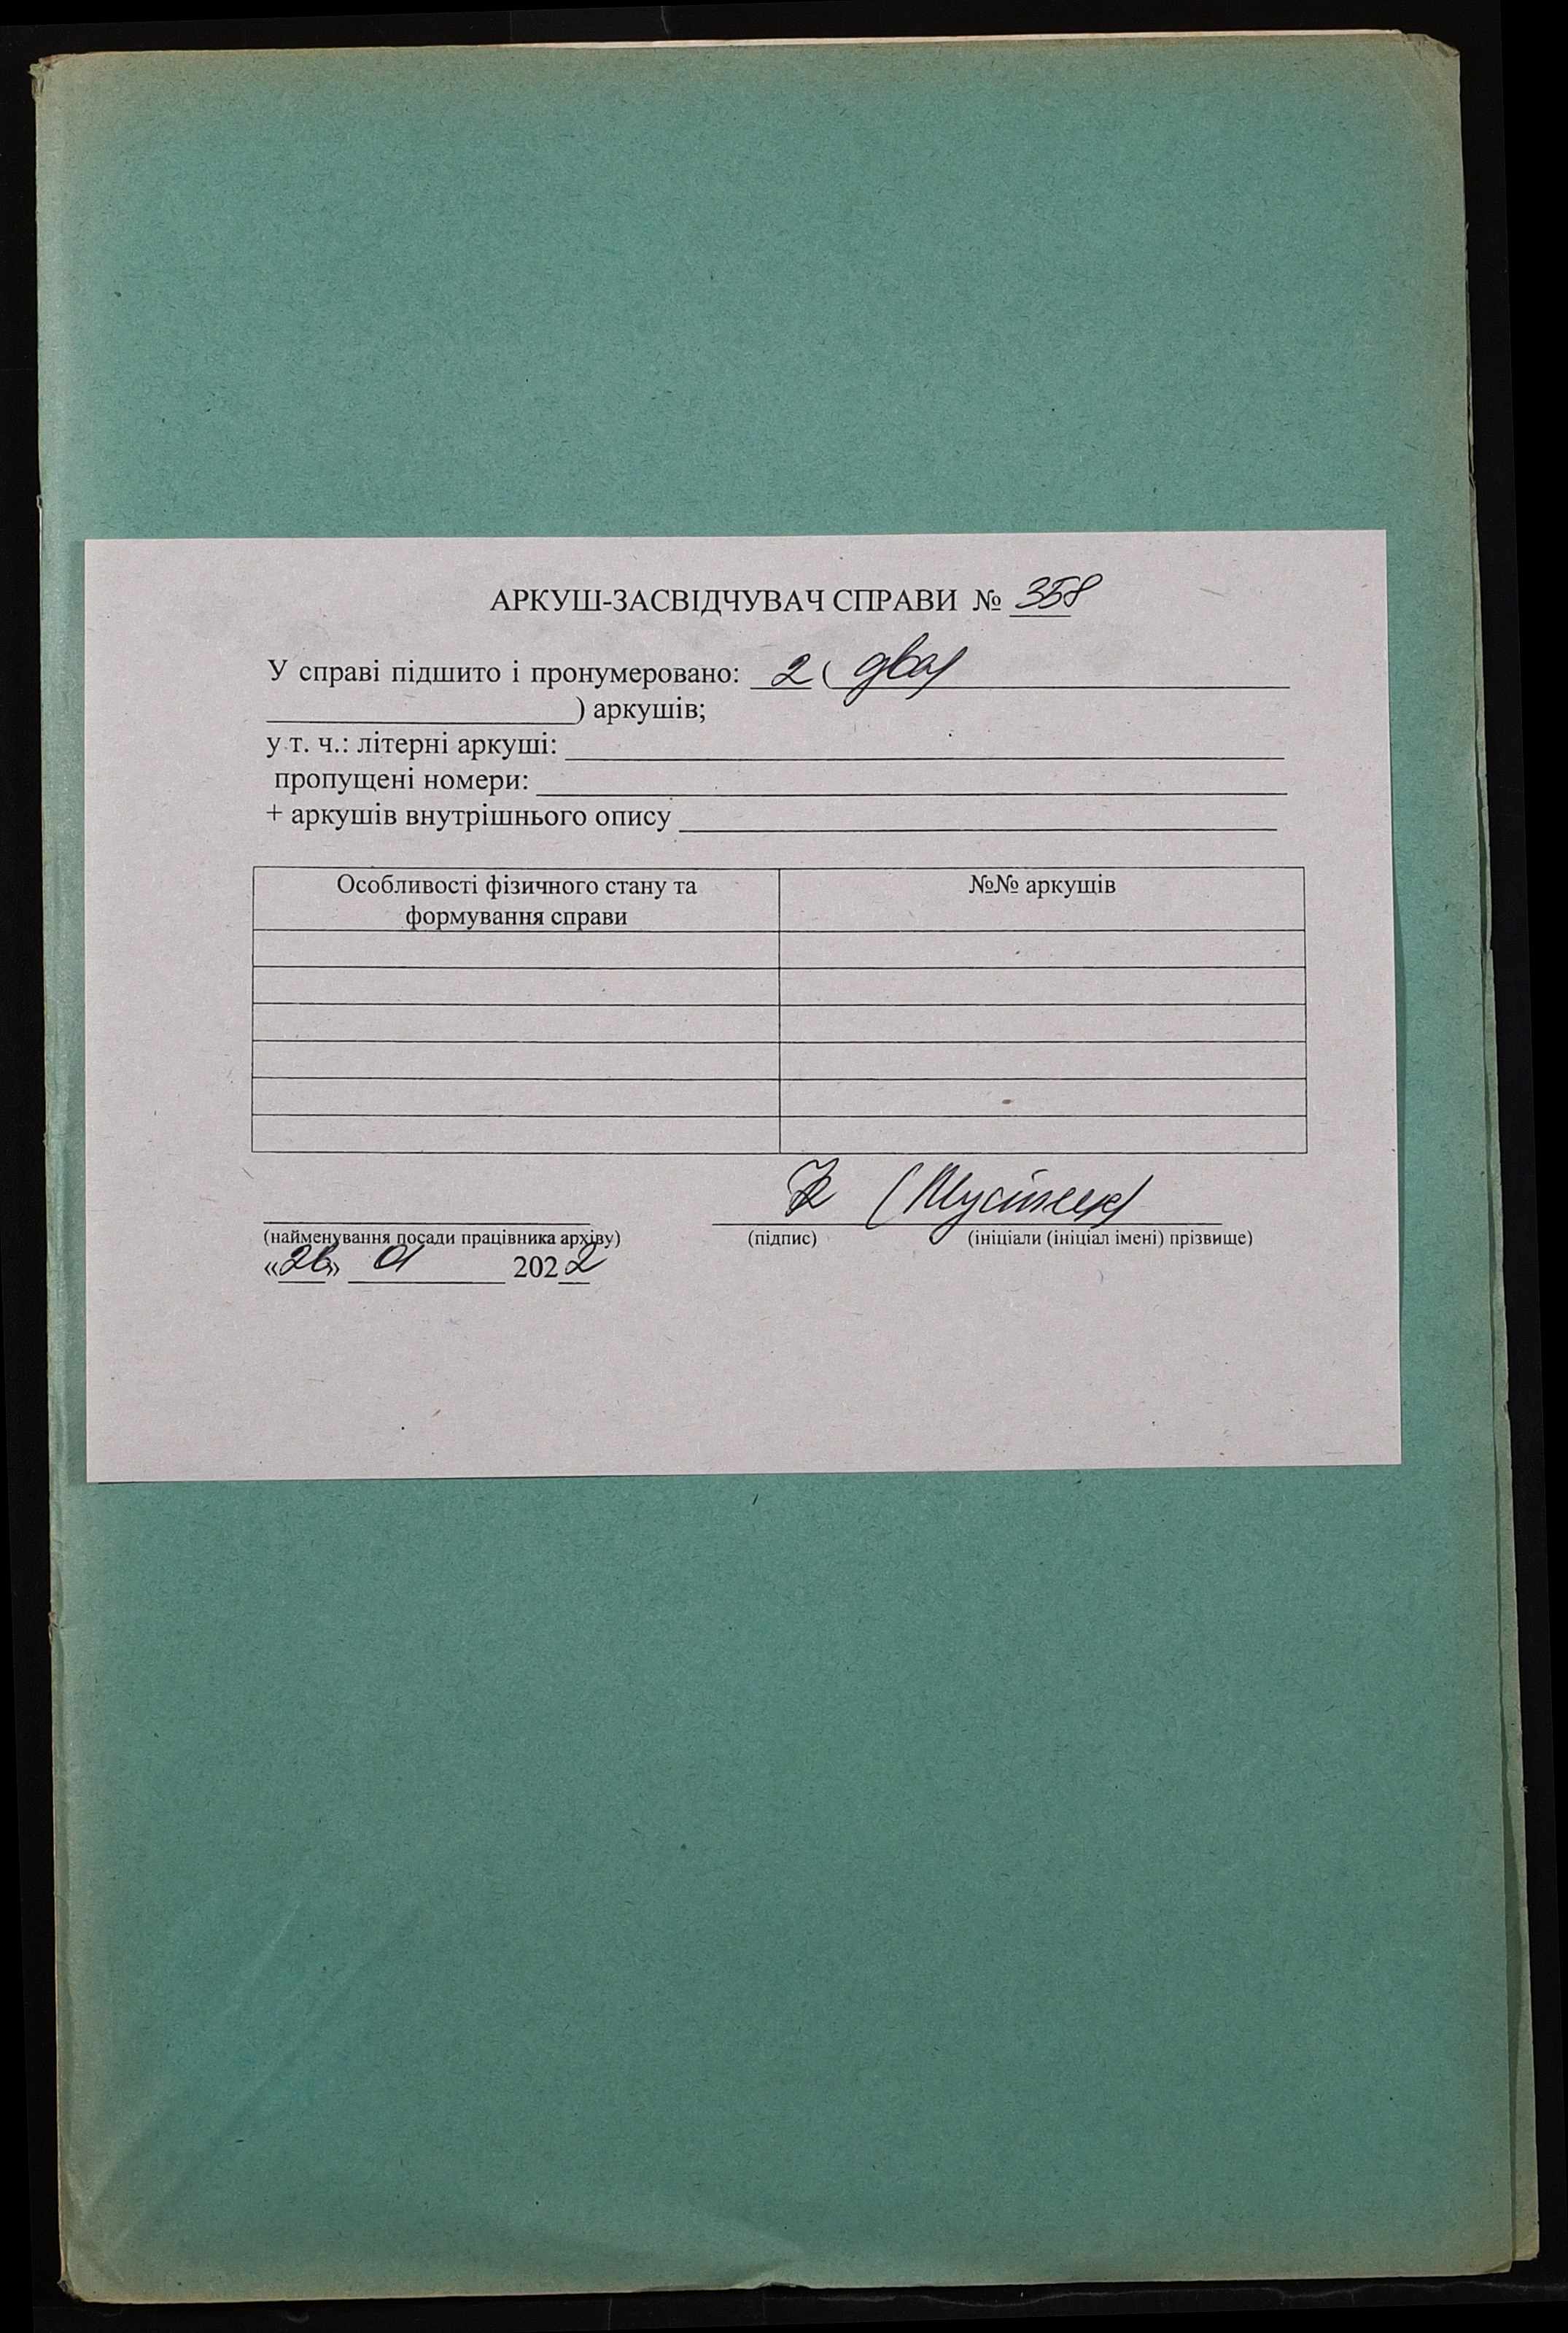 АРКУШ-ЗАСВІДЧУВАЧ СПРАВИ № 358
У справі підшито і пронумеровано: 2 ( два)
) аркушів;
у т. ч.: літерні аркуші:
пропущені номери:
+ аркушів внутрішнього опису
Особливості фізичного стану та
формування справи
№№ аркущів
(найменування посади працівника архіву)
(підпис)
(ініціали (ініціал імені) прізвище)
«26» 01 2022